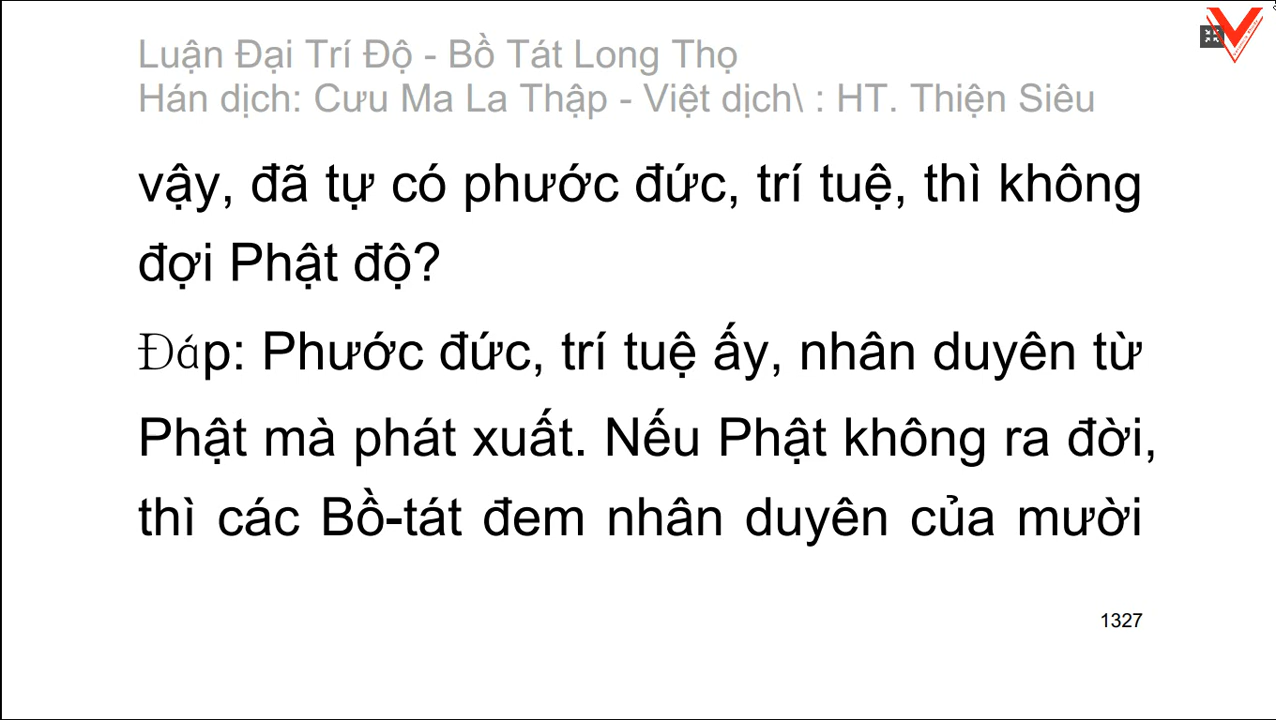 Luận Đại Trí Độ - Bồ Tát Long Thọ
Hán dịch: Cưu Ma La Thập - Việt dịch\ : HT. Thiện Siêu
vậy, đã tự có phước đức, trí tuệ, thì không
đợi Phật độ?
Đáp: Phước đức, trí tuệ ấy, nhân duyên từ
Phật mà phát xuất. Nếu Phật không ra đời,
thì các Bồ-tát đem nhân duyên của mười
1327